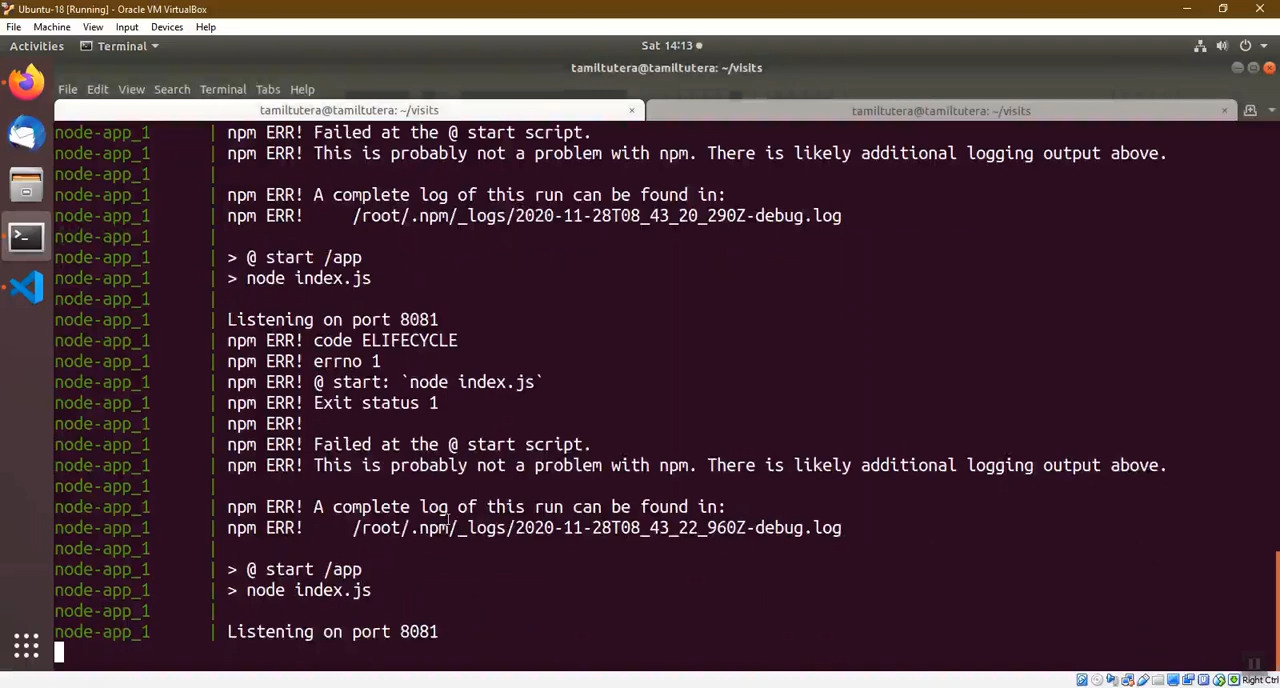 Ubuntu-18 [Running] - Oracle VM VirtualBox
File Machine View Input Devices Help
Activities Terminal Sat 14:13
tamiltutera@tamiltutera: ~/visits
File Edit View Search Terminal Tabs Help
tamiltutera@tamiltutera: ~/visits × tamiltutera@tamiltutera: ~/visits ×
node-app_1 | npm ERR! Failed at the @ start script.
node-app_1 | npm ERR! This is probably not a problem with npm. There is likely additional logging output above.
node-app_1 |
node-app_1 | npm ERR! A complete log of this run can be found in:
node-app_1 | npm ERR!     /root/.npm/_logs/2020-11-28T08_43_20_290Z-debug.log
node-app_1 |
node-app_1 | > @ start /app
node-app_1 | > node index.js
node-app_1 |
node-app_1 | Listening on port 8081
node-app_1 | npm ERR! code ELIFECYCLE
node-app_1 | npm ERR! errno 1
node-app_1 | npm ERR! @ start: `node index.js`
node-app_1 | npm ERR! Exit status 1
node-app_1 | npm ERR!
node-app_1 | npm ERR! Failed at the @ start script.
node-app_1 | npm ERR! This is probably not a problem with npm. There is likely additional logging output above.
node-app_1 |
node-app_1 | npm ERR! A complete log of this run can be found in:
node-app_1 | npm ERR!     /root/.npm/_logs/2020-11-28T08_43_22_960Z-debug.log
node-app_1 |
node-app_1 | > @ start /app
node-app_1 | > node index.js
node-app_1 |
node-app_1 | Listening on port 8081
Right Ctrl